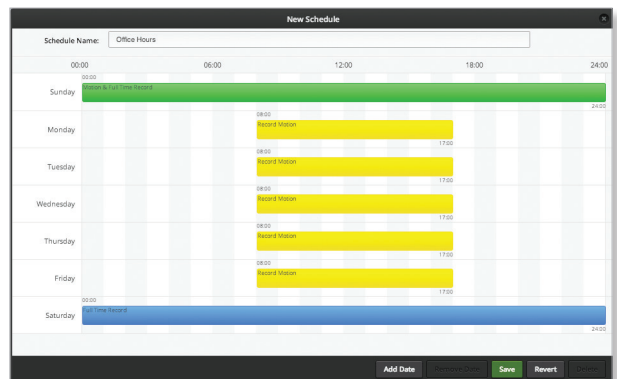 New Schedule
Schedule Name: Office Hours
00:00 06:00 12:00 18:00 24:00
00:00
Sunday Motion & Full Time Record
24:00
08:00
Monday Record Motion
17:00
08:00
Tuesday Record Motion
17:00
08:00
Wednesday Record Motion
17:00
08:00
Thursday Record Motion
17:00
08:00
Friday Record Motion
17:00
00:00
Saturday Full Time Record
24:00
Add Date Remove Date Save Revert Delete